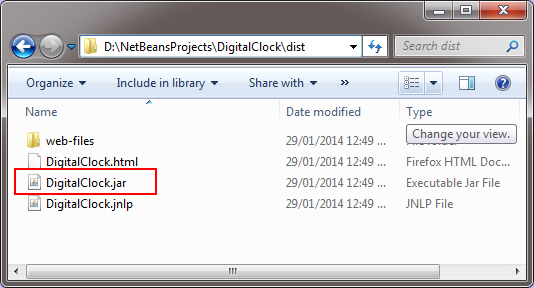 D:\NetBeansProjects\DigitalClock\dist
Search dist
Organize Include in library Share with »
Name Date modified Type
Change your view.
web-files 29/01/2014 12:49 ...
DigitalClock.html 29/01/2014 12:49 ... Firefox HTML Doc...
DigitalClock.jar 29/01/2014 12:49 ... Executable Jar File
DigitalClock.jnlp 29/01/2014 12:49 ... JNLP File